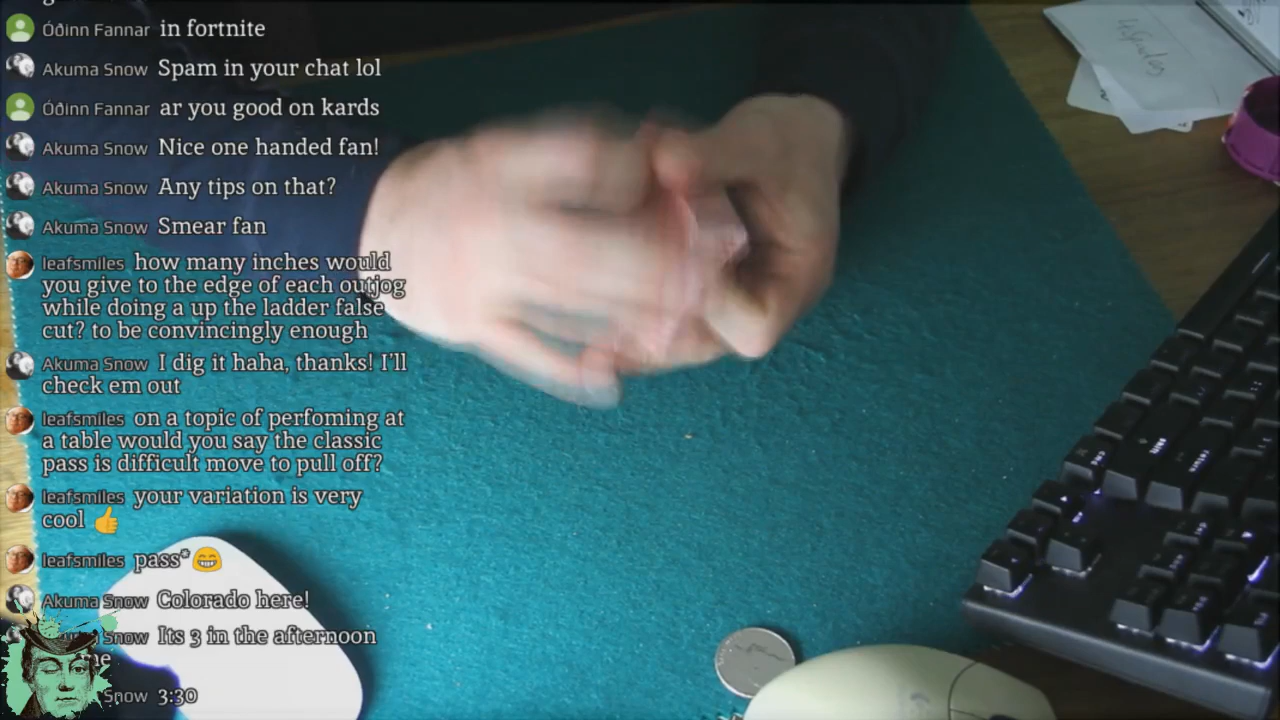 Óðinn Fannar in fortnite
Akuma Snow Spam in your chat lol
Óðinn Fannar ar you good on kards
Akuma Snow Nice one handed fan!
Akuma Snow Any tips on that?
Akuma Snow Smear fan
leafsmiles how many inches would
you give to the edge of each outjog
while doing a up the ladder false
cut? to be convincingly enough
Akuma Snow I dig it haha, thanks! I'll
check em out
leafsmiles on a topic of perfoming at
a table would you say the classic
pass is difficult move to pull off?
leafsmiles your variation is very
cool 👍
leafsmiles pass* 😁
Akuma Snow Colorado here!
Snow Its 3 in the afternoon
Snow 3:30